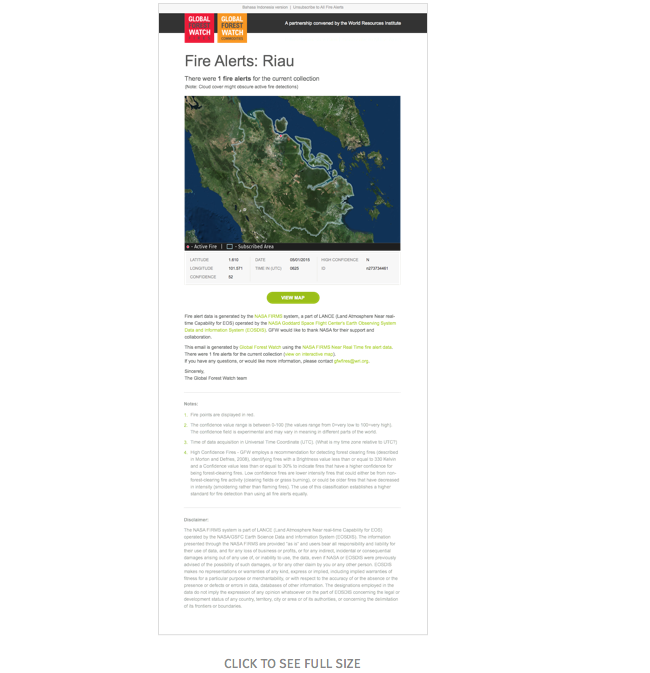 Bahasa Indonesia version | Unsubscribe to All Fire Alerts
GLOBAL
FOREST
WATCH
GLOBAL
FOREST
WATCH
COMMODITIES
A partnership convened by the World Resources Institute
Fire Alerts: Riau
There were 1 fire alerts for the current collection
(Note: Cloud cover might obscure active fire detections)
- Active Fire | - Subscribed Area
LATITUDE 1.610 DATE 05/01/2015 HIGH CONFIDENCE N
LONGITUDE 101.571 TIME IN (UTC) 0625 ID
CONFIDENCE 52
VIEW MAP
Fire alert data is generated by the NASA FIRMS system, a part of LANCE (Land Atmosphere Near real-
time Capability for EOS) operated by the NASA Goddard Space Flight Center's Earth Observing System
Data and Information System (EOSDIS). GFW would like to thank NASA for their support and
collaboration.
This email is generated by Global Forest Watch using the NASA FIRMS Near Real Time fire alert data.
There were 1 fire alerts for the current collection (view on interactive map).
If you have any questions, or would like more information, please contact gfwfires@wri.org.
Sincerely,
The Global Forest Watch team
Notes:
1. Fire points are displayed in red.
2. The confidence value range is between 0-100 (the values range from 0=very low to 100=very high).
The confidence field is experimental and may vary in meaning in different parts of the world.
3. Time of data acquisition in Universal Time Coordinate (UTC). (What is my time zone relative to UTC?)
4. High Confidence Fires - GFW employs a recommendation for detecting forest clearing fires (described
in Morton and Defries, 2008), identifying fires with a Brightness value less than or equal to 330 Kelvin
and a Confidence value less than or equal to 30% to indicate fires that have a higher confidence for
being forest-clearing fires. Low confidence fires are lower intensity fires that could either be from non-
forest-clearing fire activity (clearing fields or grass burning), or could be older fires that have decreased
in intensity (smoldering rather than flaming fires). The use of this classification establishes a higher
standard for fire detection than using all fire alerts equally.
Disclaimer:
The NASA FIRMS system is part of LANCE (Land Atmosphere Near real-time Capability for EOS)
operated by the NASA/GSFC Earth Science Data and Information System (ESDIS). The information
presented through the NASA FIRMS are provided "as is" and users bear all responsibility and liability for
their use of data, and for any loss of business or profits, or for any indirect, incidental or consequential
damages arising out of any use of, or inability to use, the data, even if NASA or ESDIS were previously
advised of the possibility of such damages, or for any other claim by you or any other person. EOSDIS
makes no representations or warranties of any kind, express or implied, including implied warranties of
fitness for a particular purpose or merchantability, or with respect to the accuracy of or the absence or the
presence or defects or errors in data, databases of other information. The designations employed in the
data do not imply the expression of any opinion whatsoever on the part of EOSDIS concerning the legal or
development status of any country, territory, city or area or of its authorities, or concerning the delimitation
of its frontiers or boundaries.
CLICK TO SEE FULL SIZE